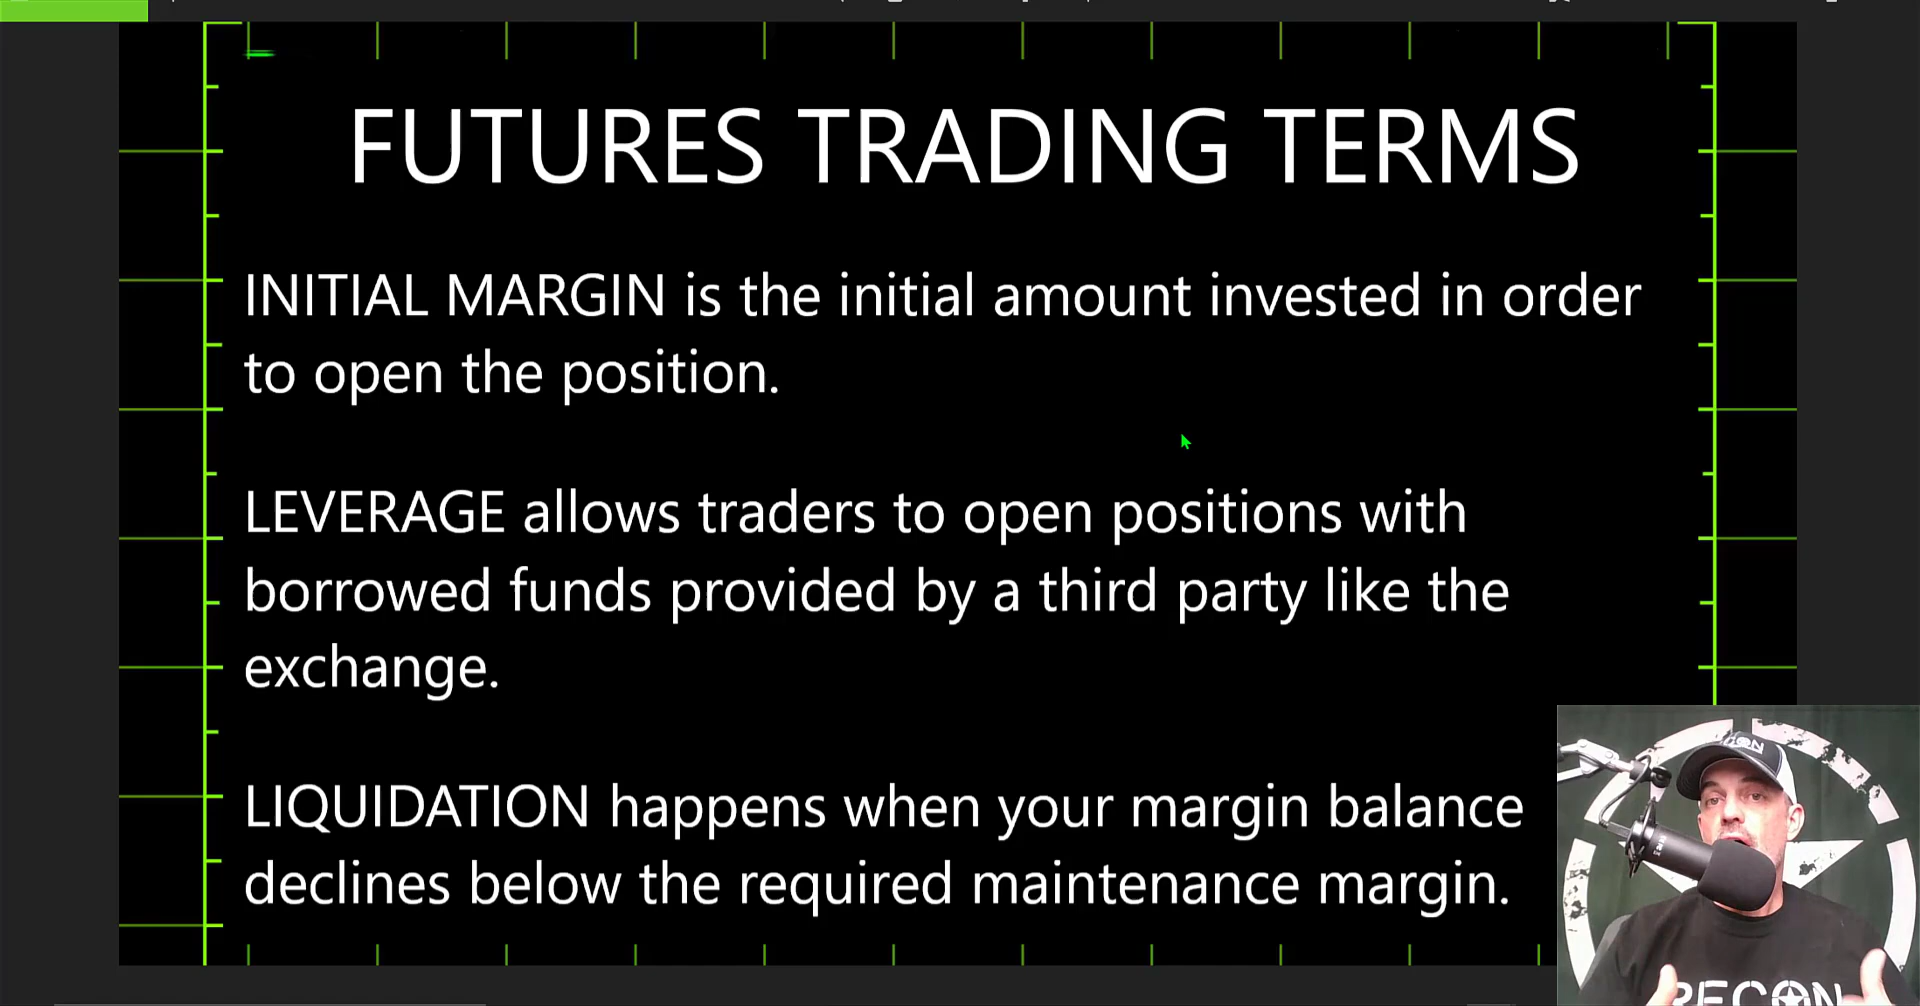 FUTURES TRADING TERMS
INITIAL MARGIN is the initial amount invested in order
to open the position.
LEVERAGE allows traders to open positions with
borrowed funds provided by a third party like the
exchange.
LIQUIDATION happens when your margin balance
declines below the required maintenance margin.
RECON